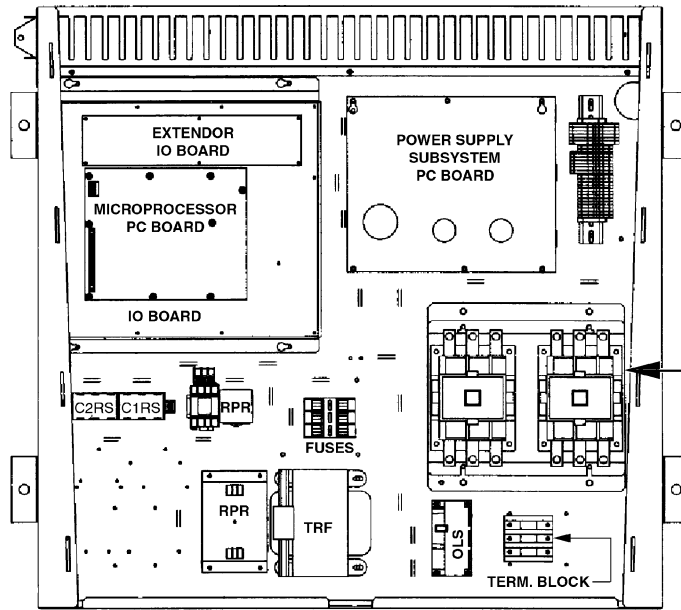 EXTENDOR
IO BOARD
POWER SUPPLY
SUBSYSTEM
PC BOARD
MICROPROCESSOR
PC BOARD
IO BOARD
C2RS
C1RS
RPR
FUSES
RPR
TRF
OLS
TERM. BLOCK